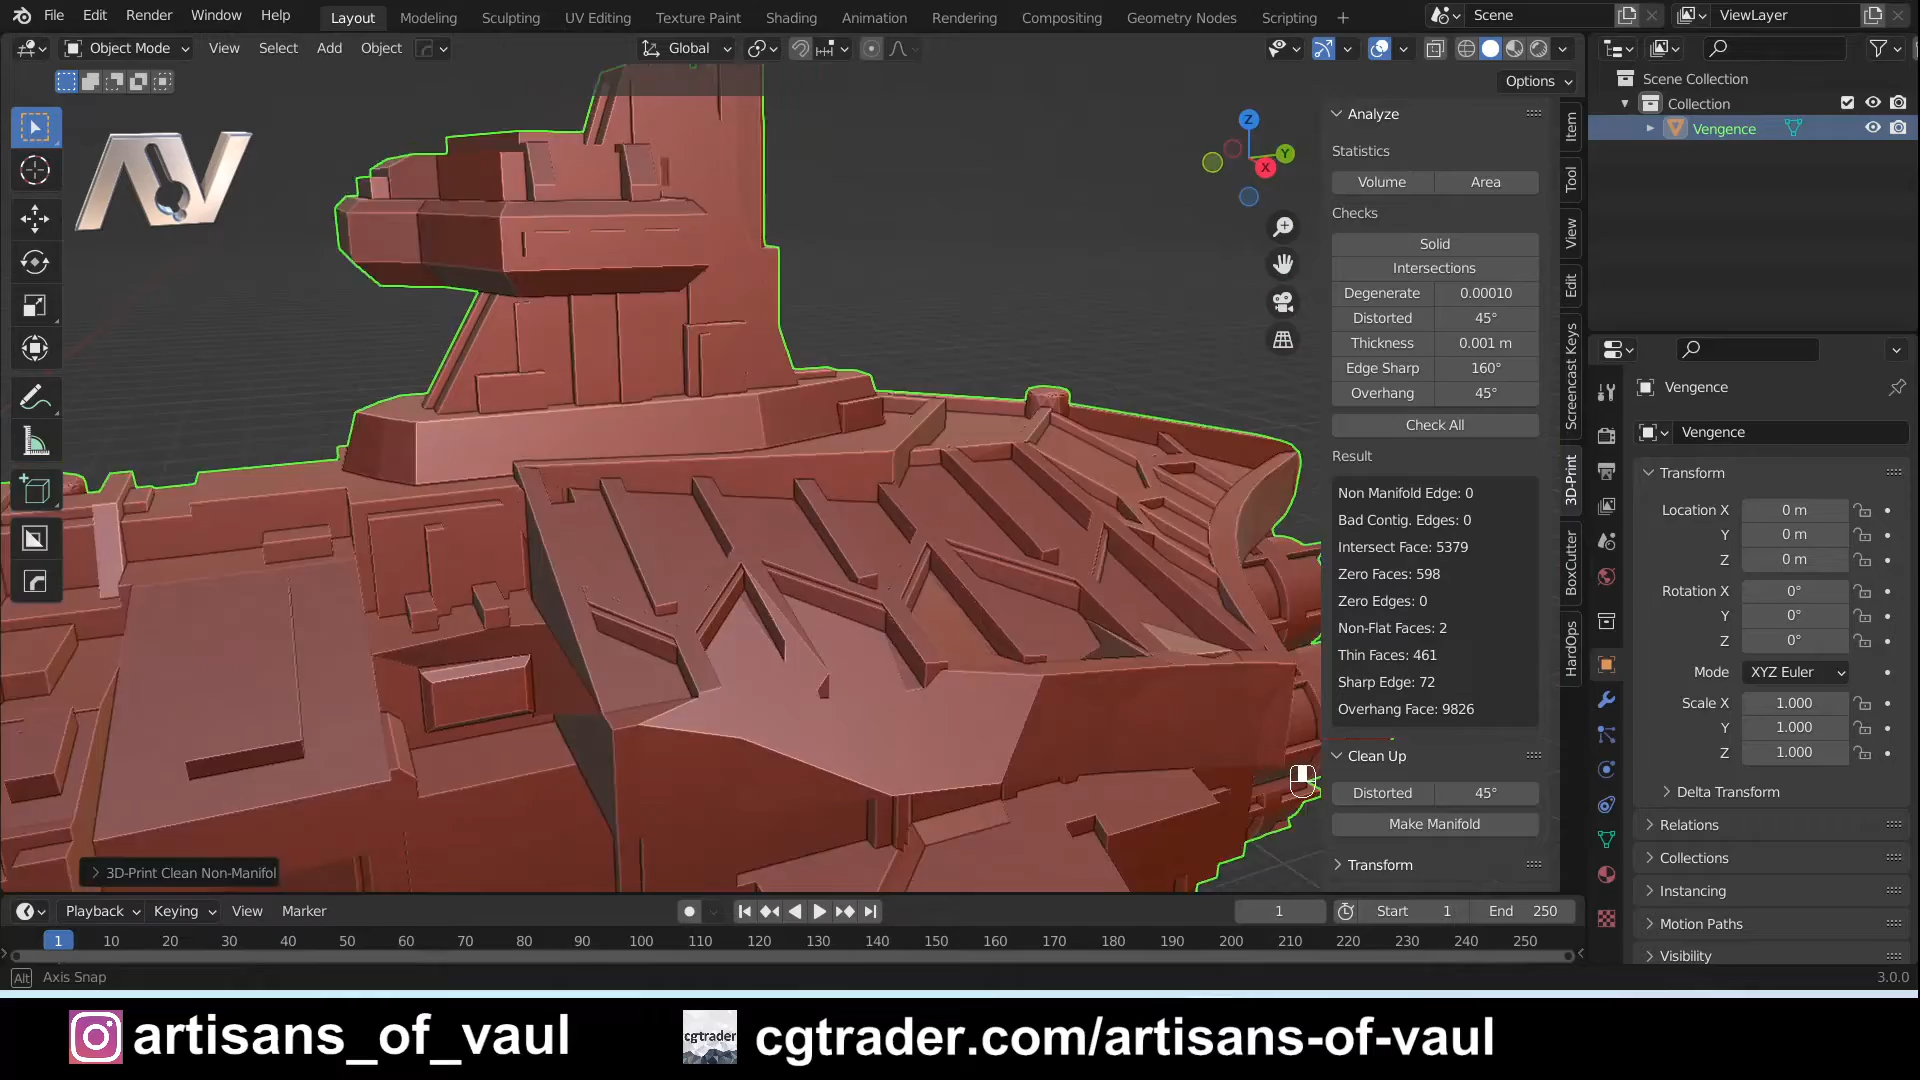 File Edit Render Window Help Layout Modeling Sculpting UV Editing Texture Paint Shading Animation Rendering Compositing Geometry Nodes Scripting + Scene ViewLayer
Object Mode View Select Add Object Global
Options
AV
Z
Y
X
Analyze
Statistics
Volume Area
Checks
Solid
Intersections
Degenerate 0.00010
Distorted 45°
Thickness 0.001 m
Edge Sharp 160°
Overhang 45°
Check All
Result
Non Manifold Edge: 0
Bad Contig. Edges: 0
Intersect Face: 5379
Zero Faces: 598
Zero Edges: 0
Non-Flat Faces: 2
Thin Faces: 461
Sharp Edge: 72
Overhang Face: 9826
Clean Up
Distorted 45°
Make Manifold
Transform
Item
Tool
View
Edit
Screencast Keys
3D-Print
BoxCutter
HardOps
Scene Collection
Collection
Vengence
Vengence
Vengence
Transform
Location X 0 m
Y 0 m
Z 0 m
Rotation X 0°
Y 0°
Z 0°
Mode XYZ Euler
Scale X 1.000
Y 1.000
Z 1.000
Delta Transform
Relations
Collections
Instancing
Motion Paths
Visibility
3D-Print Clean Non-Manifol
Playback Keying View Marker 1 Start 1 End 250
1 10 20 30 40 50 60 70 80 90 100 110 120 130 140 150 160 170 180 190 200 210 220 230 240 250
Alt Axis Snap 3.0.0
artisans_of_vaul cgtrader cgtrader.com/artisans-of-vaul